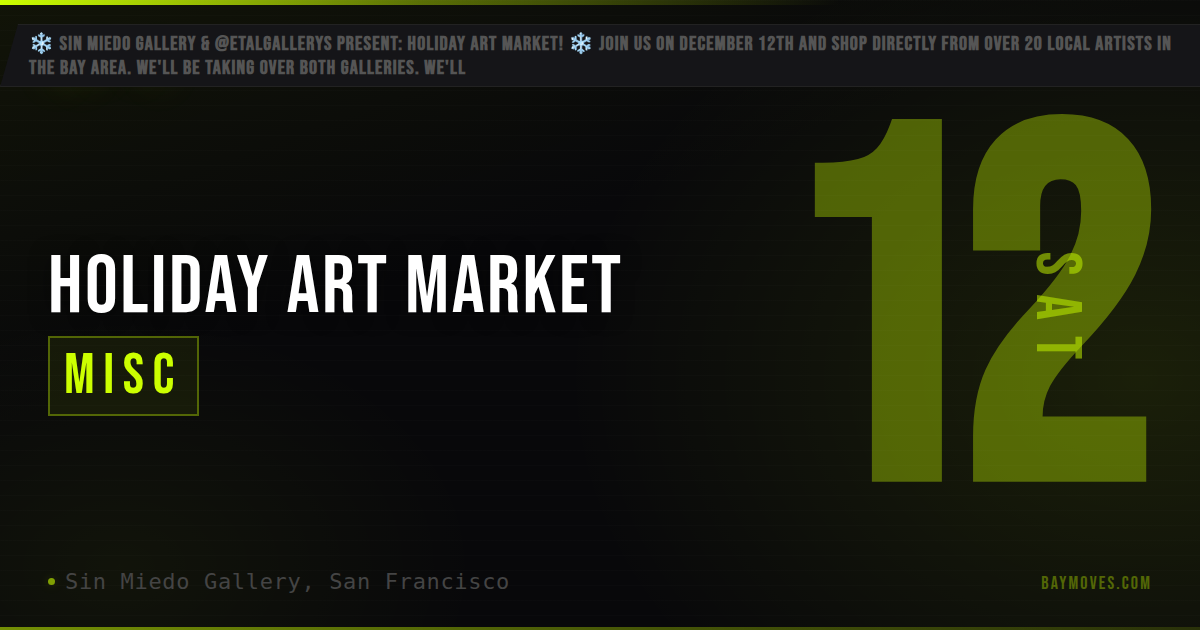 ❄️ SIN MIEDO GALLERY & @ETALGALLERYS PRESENT: HOLIDAY ART MARKET! ❄️ JOIN US ON DECEMBER 12TH AND SHOP DIRECTLY FROM OVER 20 LOCAL ARTISTS IN
THE BAY AREA. WE'LL BE TAKING OVER BOTH GALLERIES. WE'LL
12
SAT
HOLIDAY ART MARKET
MISC
Sin Miedo Gallery, San Francisco
BAYMOVES.COM